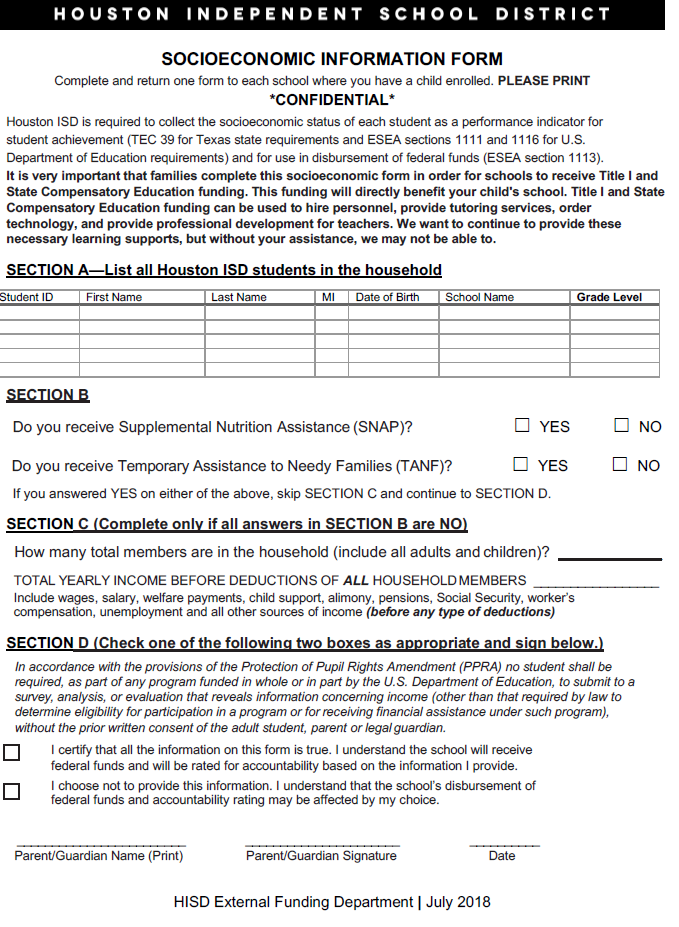 HOUSTON INDEPENDENT SCHOOL DISTRICT
SOCIOECONOMIC INFORMATION FORM
Complete and return one form to each school where you have a child enrolled. PLEASE PRINT
*CONFIDENTIAL*
Houston ISD is required to collect the socioeconomic status of each student as a performance indicator for
student achievement (TEC 39 for Texas state requirements and ESEA sections 1111 and 1116 for U.S.
Department of Education requirements) and for use in disbursement of federal funds (ESEA section 1113).
It is very important that families complete this socioeconomic form in order for schools to receive Title I and
State Compensatory Education funding. This funding will directly benefit your child's school. Title I and State
Compensatory Education funding can be used to hire personnel, provide tutoring services, order
technology, and provide professional development for teachers. We want to continue to provide these
necessary learning supports, but without your assistance, we may not be able to.
SECTION A—List all Houston ISD students in the household
Student ID First Name Last Name MI Date of Birth School Name Grade Level
SECTION B
Do you receive Supplemental Nutrition Assistance (SNAP)? ☐ YES ☐ NO
Do you receive Temporary Assistance to Needy Families (TANF)? ☐ YES ☐ NO
If you answered YES on either of the above, skip SECTION C and continue to SECTION D.
SECTION C (Complete only if all answers in SECTION B are NO)
How many total members are in the household (include all adults and children)? ____________
TOTAL YEARLY INCOME BEFORE DEDUCTIONS OF ALL HOUSEHOLD MEMBERS ________________
Include wages, salary, welfare payments, child support, alimony, pensions, Social Security, worker's
compensation, unemployment and all other sources of income (before any type of deductions)
SECTION D (Check one of the following two boxes as appropriate and sign below.)
In accordance with the provisions of the Protection of Pupil Rights Amendment (PPRA) no student shall be
required, as part of any program funded in whole or in part by the U.S. Department of Education, to submit to a
survey, analysis, or evaluation that reveals information concerning income (other than that required by law to
determine eligibility for participation in a program or for receiving financial assistance under such program),
without the prior written consent of the adult student, parent or legal guardian.
☐ I certify that all the information on this form is true. I understand the school will receive
federal funds and will be rated for accountability based on the information I provide.
☐ I choose not to provide this information. I understand that the school's disbursement of
federal funds and accountability rating may be affected by my choice.
Parent/Guardian Name (Print) Parent/Guardian Signature Date
HISD External Funding Department | July 2018